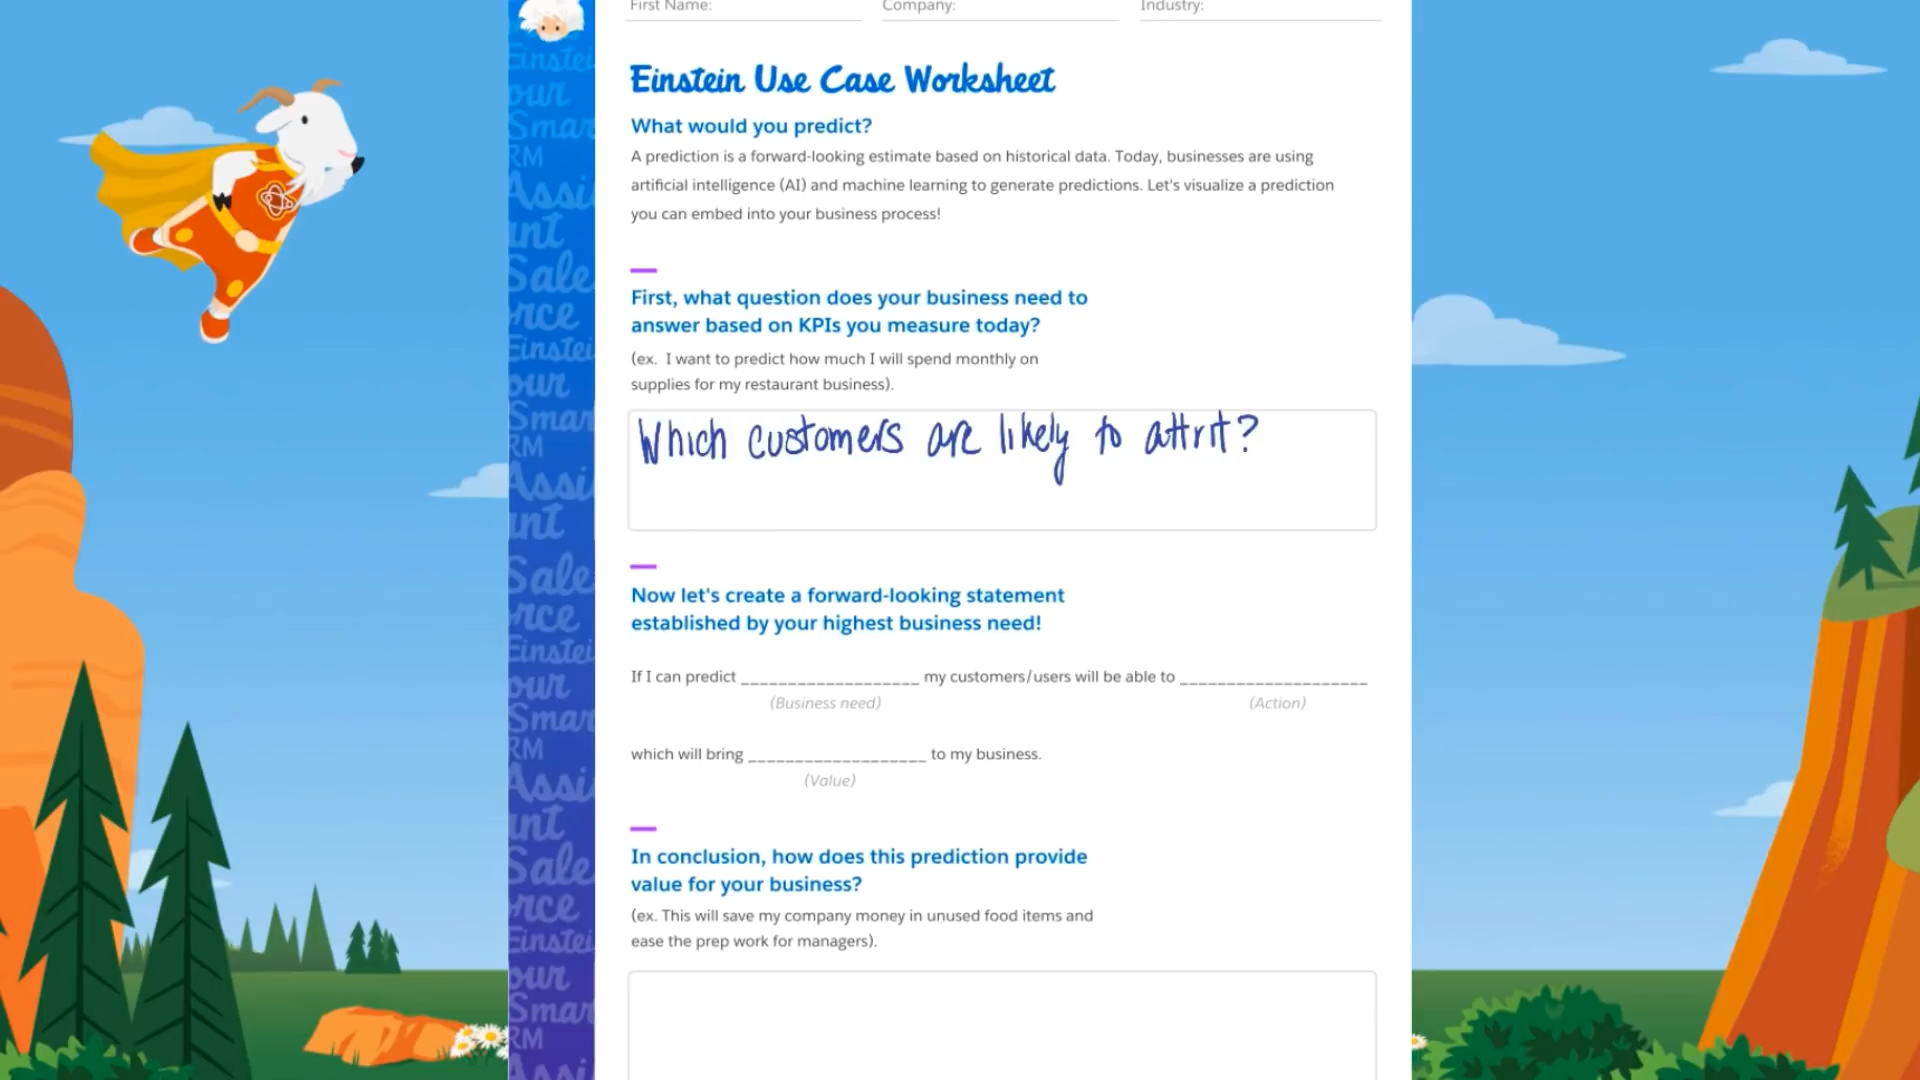 First Name: Company: Industry:
Einstein Use Case Worksheet
What would you predict?
A prediction is a forward-looking estimate based on historical data. Today, businesses are using
artificial intelligence (AI) and machine learning to generate predictions. Let's visualize a prediction
you can embed into your business process!
First, what question does your business need to
answer based on KPIs you measure today?
(ex. I want to predict how much I will spend monthly on
supplies for my restaurant business).
Which customers are likely to attrit?
Now let's create a forward-looking statement
established by your highest business need!
If I can predict ___________________ my customers/users will be able to ____________________
(Business need) (Action)
which will bring ___________________ to my business.
(Value)
In conclusion, how does this prediction provide
value for your business?
(ex. This will save my company money in unused food items and
ease the prep work for managers).